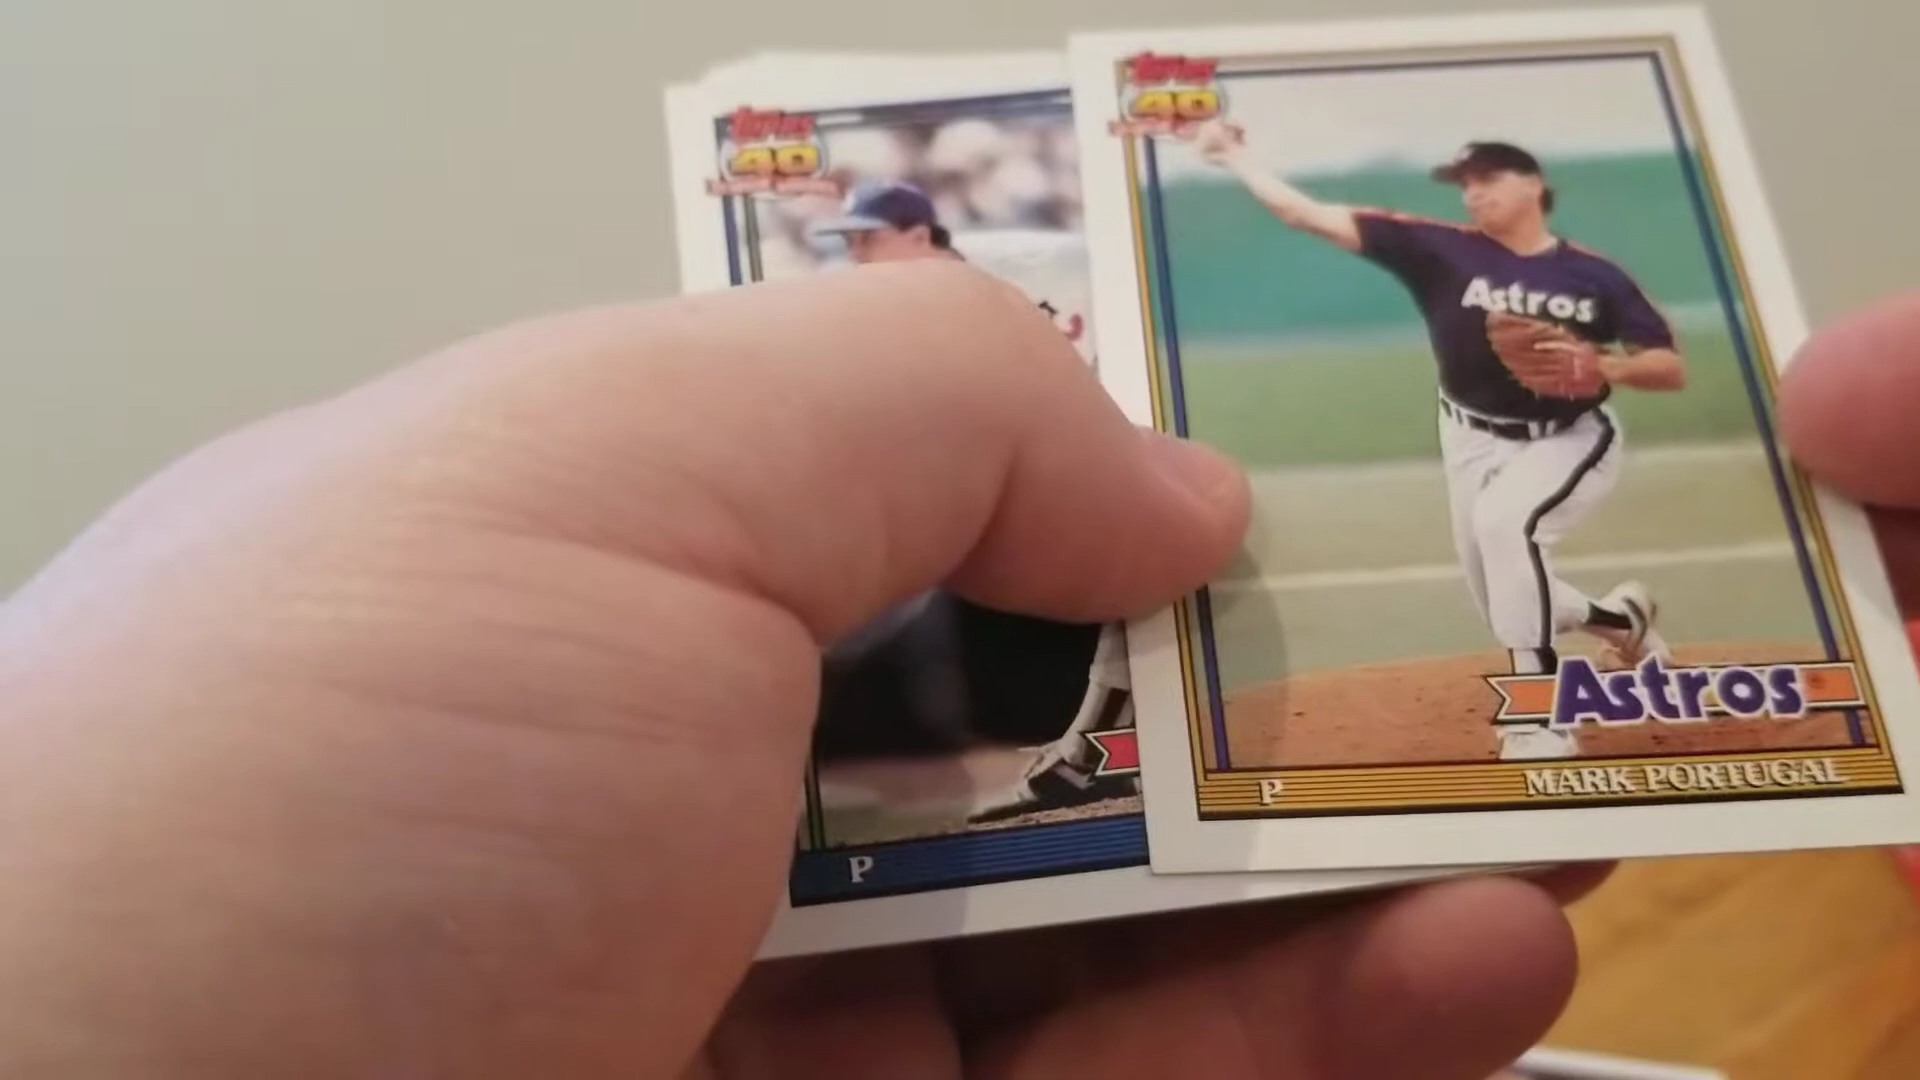 Topps
40
P
Topps
40
Astros
Astros
P MARK PORTUGAL